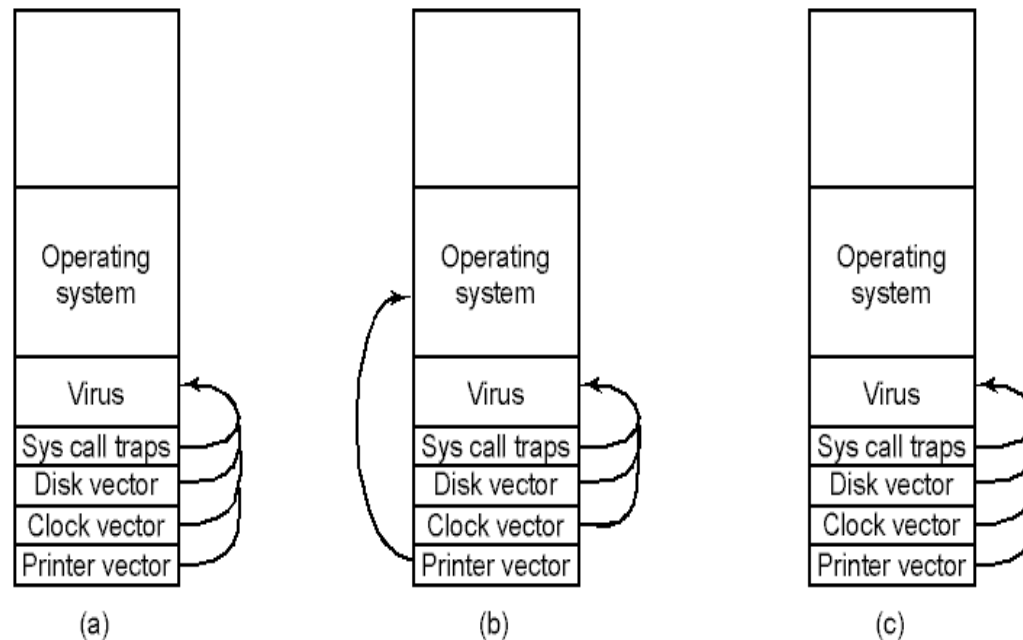 Operating
system
Virus
Sys call traps
Disk vector
Clock vector
Printer vector
(a)
Operating
system
Virus
Sys call traps
Disk vector
Clock vector
Printer vector
(b)
Operating
system
Virus
Sys call traps
Disk vector
Clock vector
Printer vector
(c)